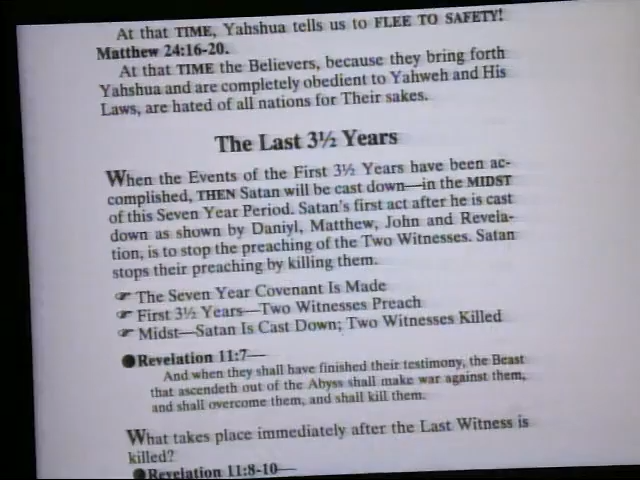 At that TIME, Yahshua tells us to FLEE TO SAFETY!
Matthew 24:16-20.
At that TIME the Believers, because they bring forth
Yahshua and are completely obedient to Yahweh and His
Laws, are hated of all nations for Their sakes.
The Last 3½ Years
When the Events of the First 3½ Years have been ac-
complished, THEN Satan will be cast down—in the MIDST
of this Seven Year Period. Satan's first act after he is cast
down as shown by Daniyl, Matthew, John and Revela-
tion, is to stop the preaching of the Two Witnesses. Satan
stops their preaching by killing them.
☞ The Seven Year Covenant Is Made
☞ First 3½ Years—Two Witnesses Preach
☞ Midst—Satan Is Cast Down; Two Witnesses Killed
●Revelation 11:7—
And when they shall have finished their testimony, the Beast
that ascendeth out of the Abyss shall make war against them,
and shall overcome them, and shall kill them.
What takes place immediately after the Last Witness is
killed?
●Revelation 11:8-10—